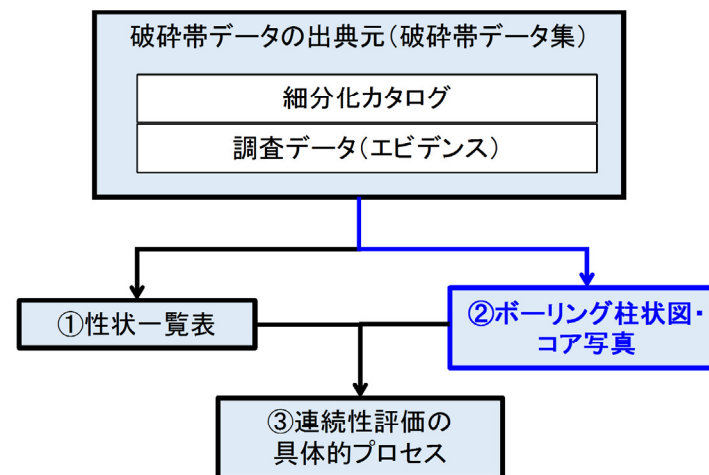 破砕帯データの出典元(破砕帯データ集)
細分化カタログ
調査データ(エビデンス)
①性状一覧表
②ボーリング柱状図・
コア写真
③連続性評価の
具体的プロセス